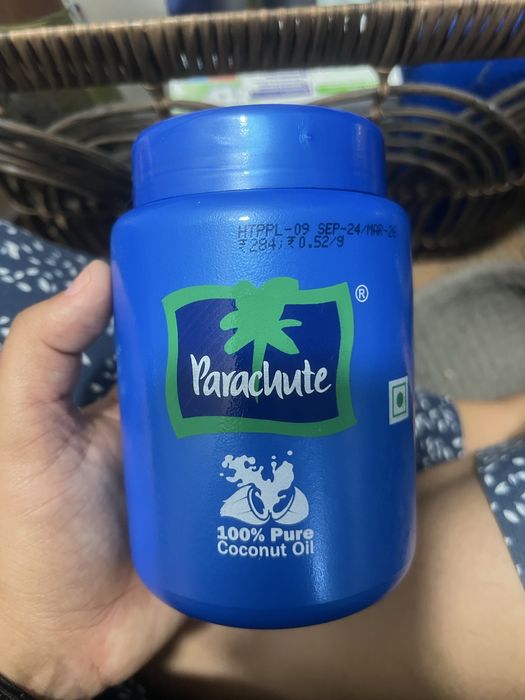 HTPPL-09 SEP-24/MAR-26
₹284;₹0.52/g
Parachute
®
100% Pure
Coconut Oil